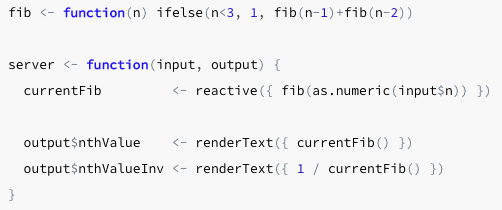 fib <- function(n) ifelse(n<3, 1, fib(n-1)+fib(n-2))
server <- function(input, output) {
  currentFib         <- reactive({ fib(as.numeric(input$n)) })
  output$nthValue    <- renderText({ currentFib() })
  output$nthValueInv <- renderText({ 1 / currentFib() })
}